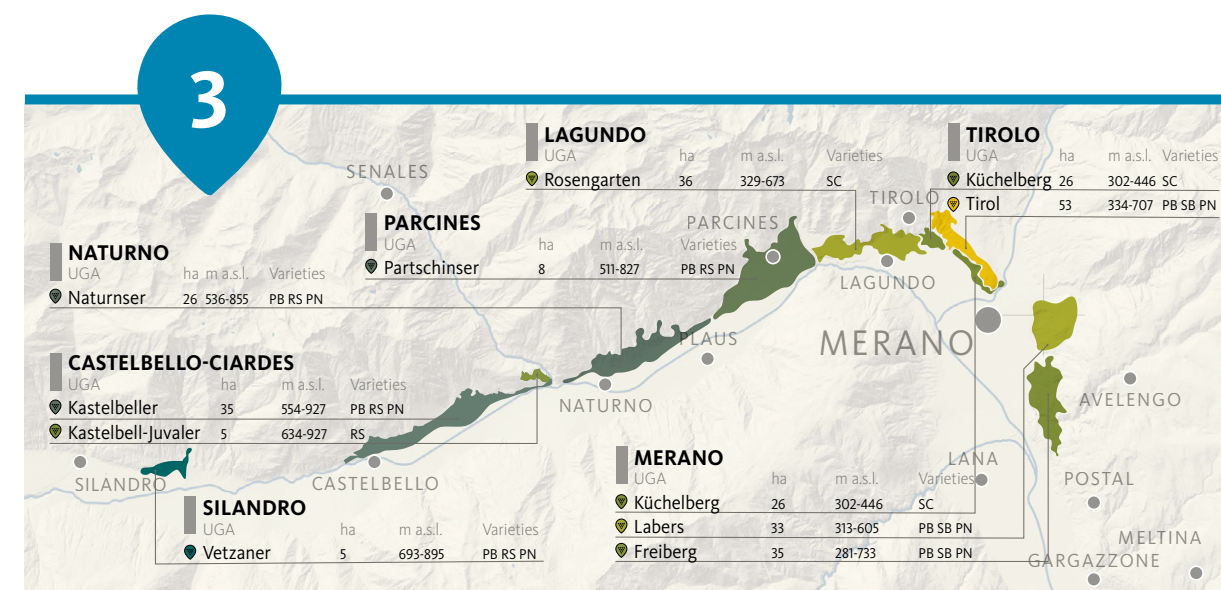 3
LAGUNDO
UGA ha m a.s.l. Varieties
Rosengarten 36 329-673 SC
TIROLO
UGA ha m a.s.l. Varieties
Küchelberg 26 302-446 SC
Tirol 53 334-707 PB SB PN
SENALES
TIROLO
PARCINES
UGA ha m a.s.l. Varieties
Partschinser 8 511-827 PB RS PN
PARCINES
NATURNO
UGA ha m a.s.l. Varieties
Naturnser 26 536-855 PB RS PN
LAGUNDO
PLAUS
MERANO
CASTELBELLO-CIARDES
UGA ha m a.s.l. Varieties
Kastelbeller 35 554-927 PB RS PN
Kastelbell-Juvaler 5 634-927 RS
NATURNO
AVELENGO
SILANDRO
CASTELBELLO
MERANO
UGA ha m a.s.l. Varieties
Küchelberg 26 302-446 SC
Labers 33 313-605 PB SB PN
Freiberg 35 281-733 PB SB PN
LANA
POSTAL
SILANDRO
UGA ha m a.s.l. Varieties
Vetzaner 5 693-895 PB RS PN
MELTINA
GARGAZZONE